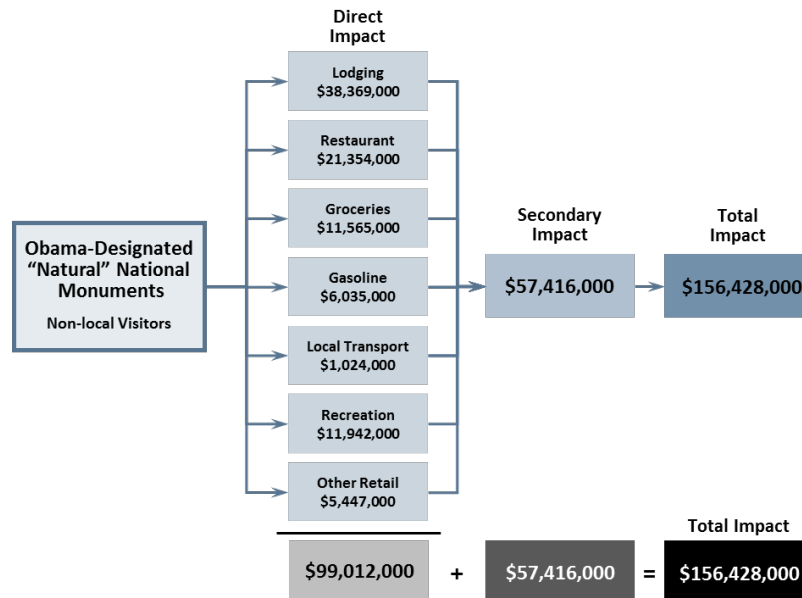 Direct
Impact
Lodging
$38,369,000
Restaurant
$21,354,000
Groceries
$11,565,000
Secondary
Impact
Total
Impact
Obama-Designated
“Natural” National
Monuments
Non-local Visitors
Gasoline
$6,035,000
$57,416,000
$156,428,000
Local Transport
$1,024,000
Recreation
$11,942,000
Other Retail
$5,447,000
Total Impact
$99,012,000 + $57,416,000 = $156,428,000